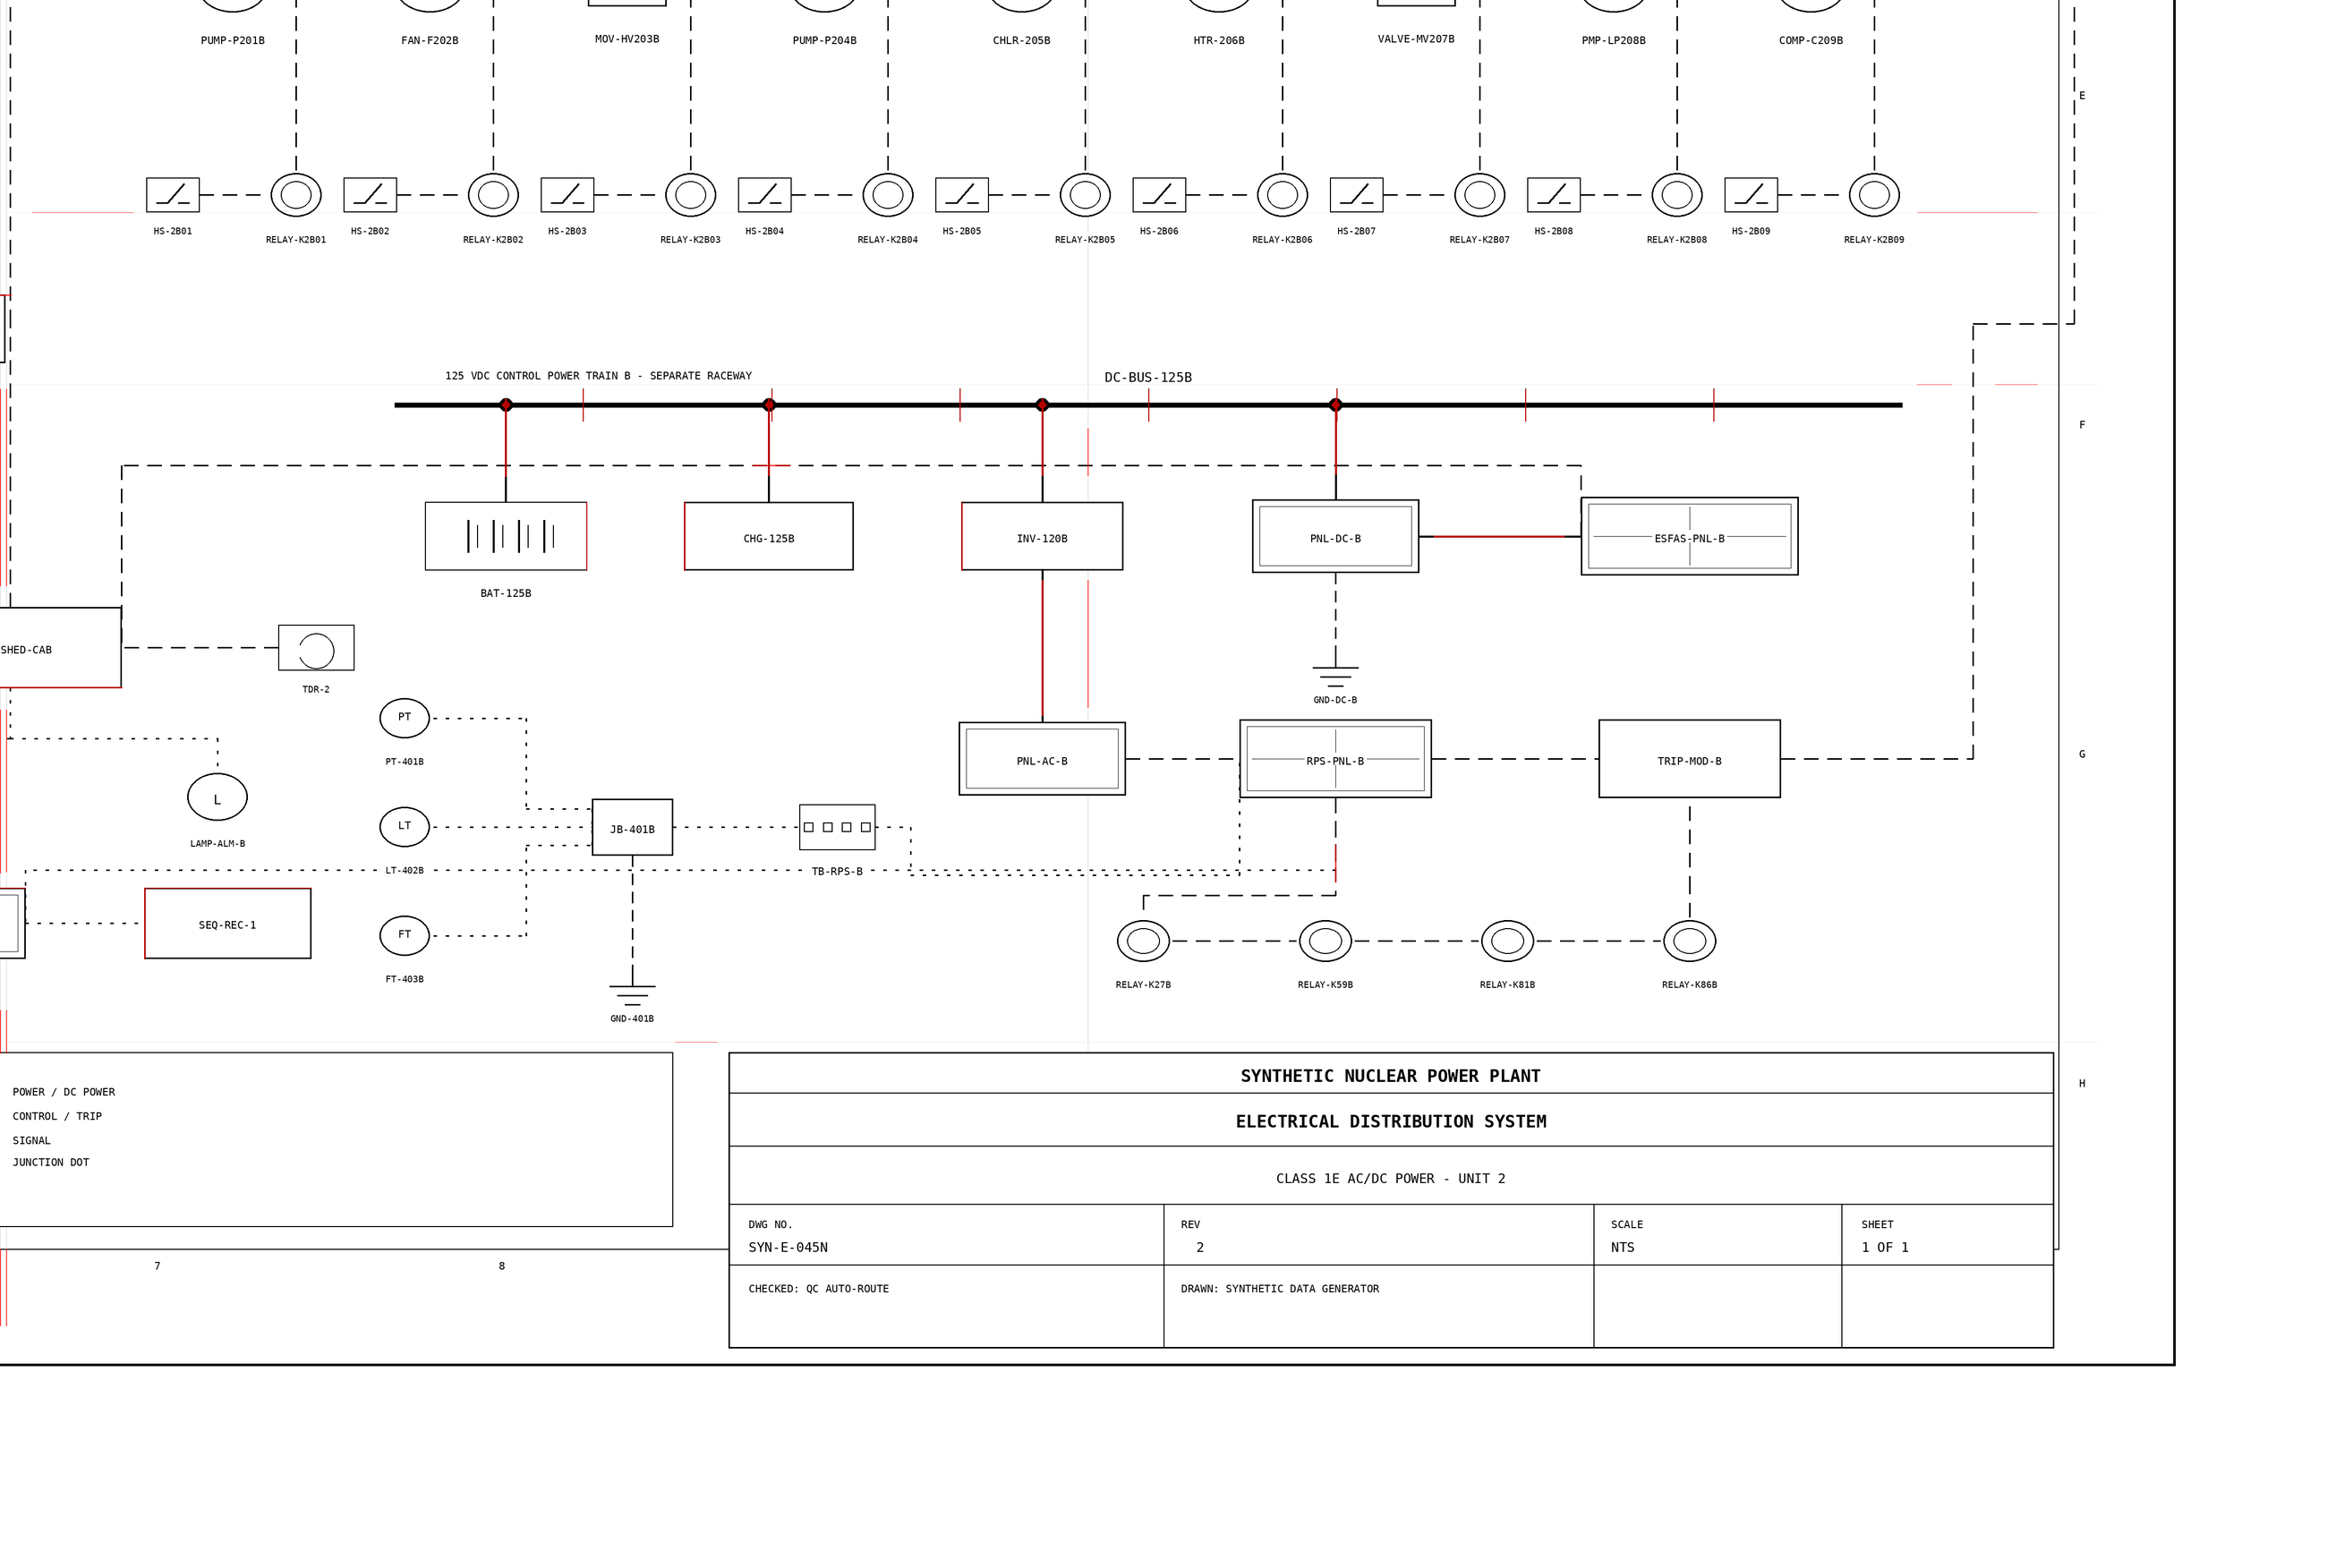 PUMP-P201B
FAN-F202B
MOV-HV203B
PUMP-P204B
CHLR-205B
HTR-206B
VALVE-MV207B
PMP-LP208B
COMP-C209B
E
HS-2B01
RELAY-K2B01
HS-2B02
RELAY-K2B02
HS-2B03
RELAY-K2B03
HS-2B04
RELAY-K2B04
HS-2B05
RELAY-K2B05
HS-2B06
RELAY-K2B06
HS-2B07
RELAY-K2B07
HS-2B08
RELAY-K2B08
HS-2B09
RELAY-K2B09
125 VDC CONTROL POWER TRAIN B - SEPARATE RACEWAY
DC-BUS-125B
F
BAT-125B
CHG-125B
INV-120B
PNL-DC-B
ESFAS-PNL-B
SHED-CAB
TDR-2
GND-DC-B
PT
PT-401B
PNL-AC-B
RPS-PNL-B
TRIP-MOD-B
G
L
LAMP-ALM-B
LT
LT-402B
JB-401B
TB-RPS-B
SEQ-REC-1
FT
FT-403B
GND-401B
RELAY-K27B
RELAY-K59B
RELAY-K81B
RELAY-K86B
POWER / DC POWER
CONTROL / TRIP
SIGNAL
JUNCTION DOT
H
SYNTHETIC NUCLEAR POWER PLANT
ELECTRICAL DISTRIBUTION SYSTEM
CLASS 1E AC/DC POWER - UNIT 2
DWG NO.
SYN-E-045N
REV
2
SCALE
NTS
SHEET
1 OF 1
CHECKED: QC AUTO-ROUTE
DRAWN: SYNTHETIC DATA GENERATOR
7
8